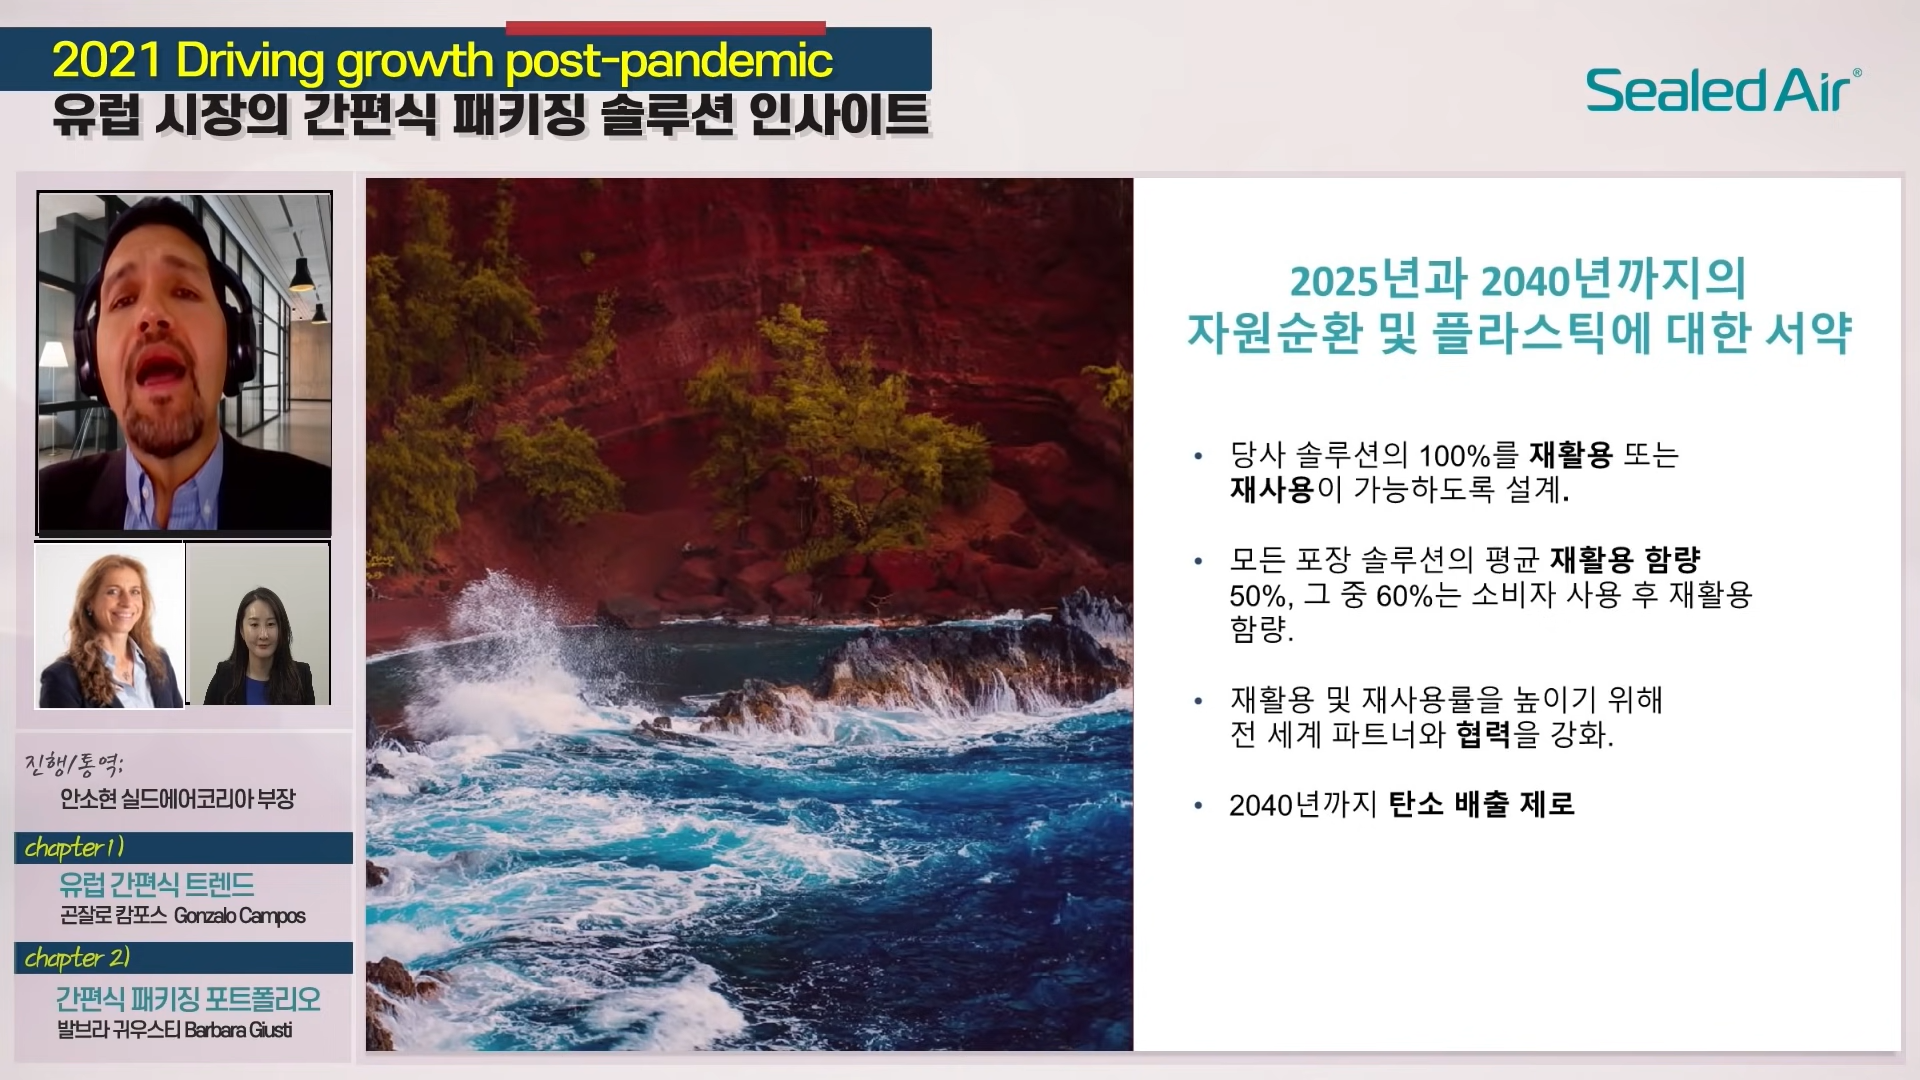 2021 Driving growth post-pandemic
유럽 시장의 간편식 패키징 솔루션 인사이트
Sealed Air®
진행/통역;
안소현 실드에어코리아 부장
chapter 1)
유럽 간편식 트렌드
곤잘로 캄포스 Gonzalo Campos
chapter 2)
간편식 패키징 포트폴리오
발브라 귀우스티 Barbara Giusti
2025년과 2040년까지의
자원순환 및 플라스틱에 대한 서약
• 당사 솔루션의 100%를 재활용 또는
재사용이 가능하도록 설계.
• 모든 포장 솔루션의 평균 재활용 함량
50%, 그 중 60%는 소비자 사용 후 재활용
함량.
• 재활용 및 재사용률을 높이기 위해
전 세계 파트너와 협력을 강화.
• 2040년까지 탄소 배출 제로